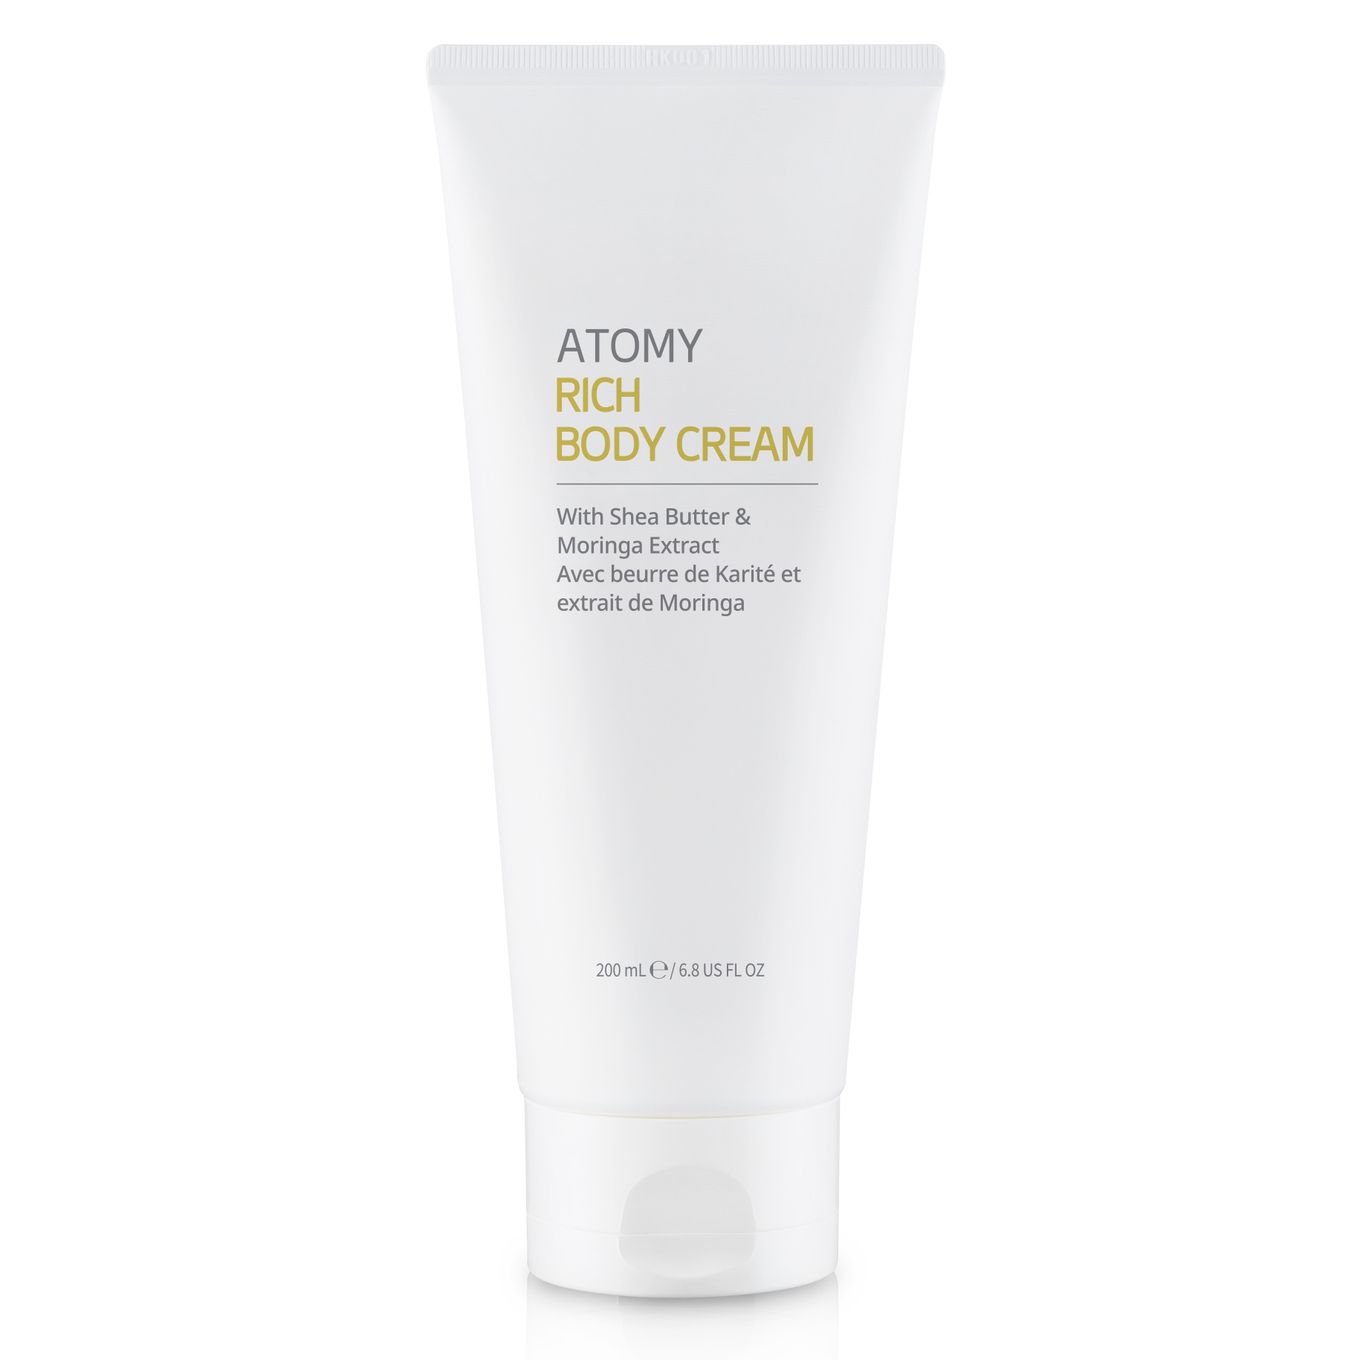 HK001
ATOMY
RICH
BODY CREAM
With Shea Butter &
Moringa Extract
Avec beurre de Karité et
extrait de Moringa
200 mL ℮ / 6.8 US FL OZ